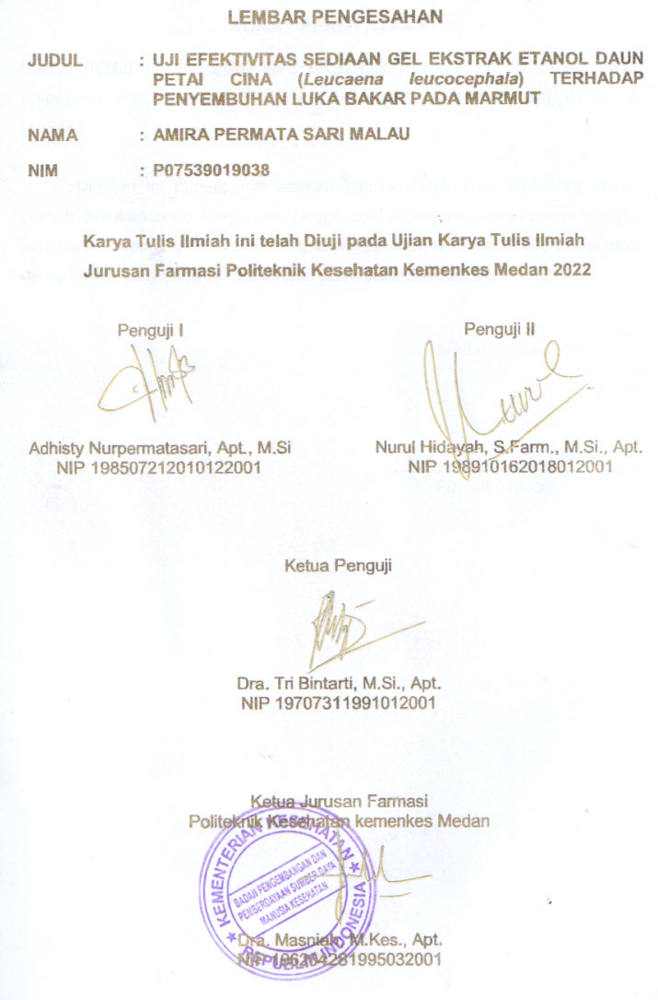 LEMBAR PENGESAHAN
JUDUL : UJI EFEKTIVITAS SEDIAAN GEL EKSTRAK ETANOL DAUN
PETAI CINA (Leucaena leucocephala) TERHADAP
PENYEMBUHAN LUKA BAKAR PADA MARMUT
NAMA : AMIRA PERMATA SARI MALAU
NIM : P07539019038
Karya Tulis Ilmiah ini telah Diuji pada Ujian Karya Tulis Ilmiah
Jurusan Farmasi Politeknik Kesehatan Kemenkes Medan 2022
Penguji I
Adhisty Nurpermatasari, Apt., M.Si
NIP 198507212010122001
Penguji II
Nurul Hidayah, S.Farm., M.Si., Apt.
NIP 198910162018012001
Ketua Penguji
Dra. Tri Bintarti, M.Si., Apt.
NIP 19707311991012001
Ketua Jurusan Farmasi
Politeknik Kesehatan kemenkes Medan
KEMENTERIAN KESEHATAN
BADAN PENGEMBANGAN DAN
PEMBERDAYAAN SUMBER DAYA
MANUSIA KESEHATAN
REPUBLIK INDONESIA
Dra. Masniah, M.Kes., Apt.
NIP 196204281995032001